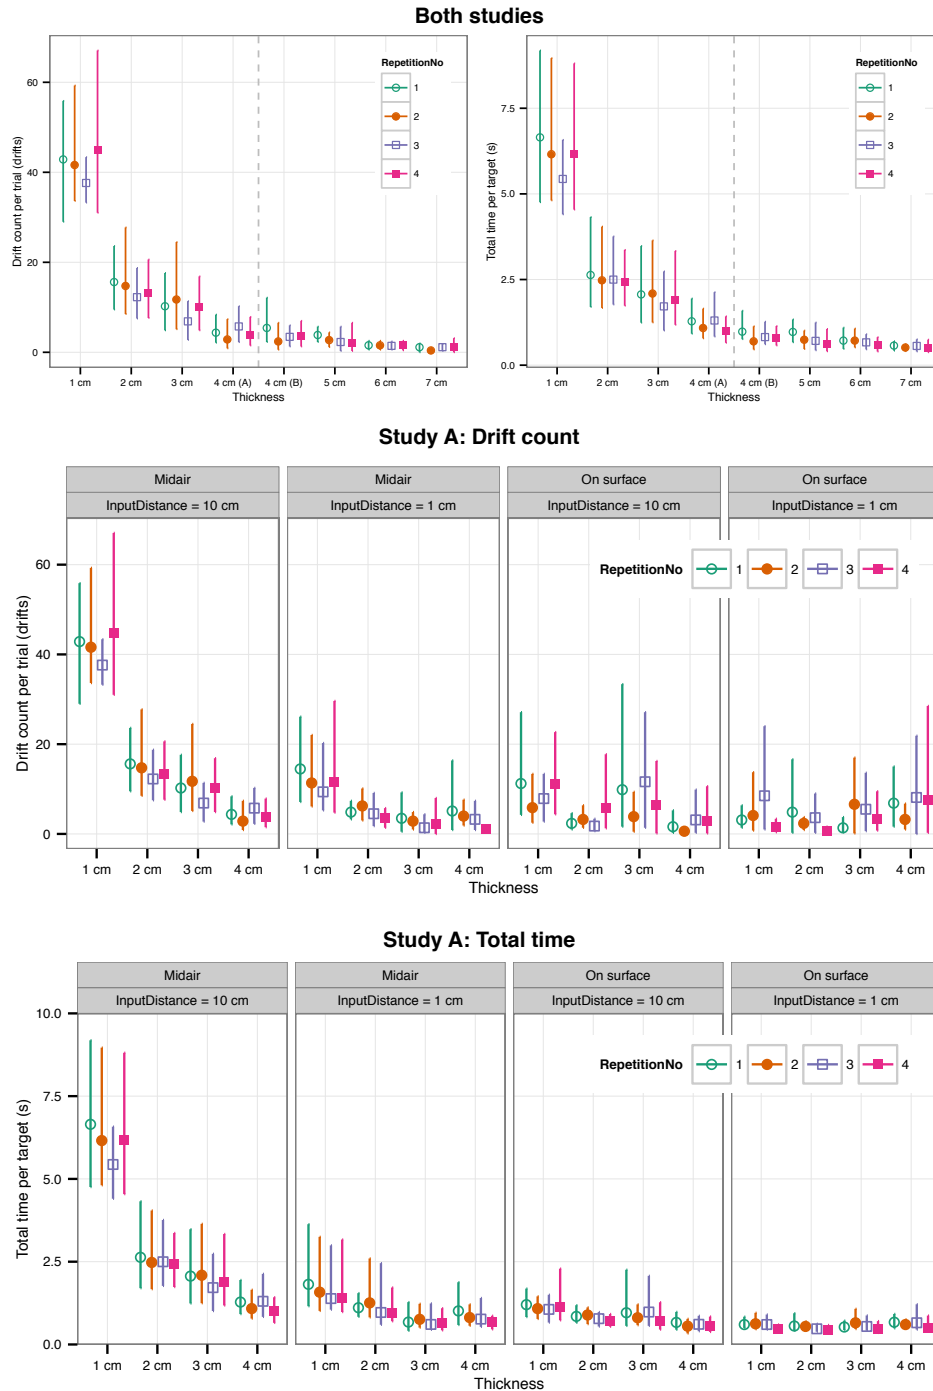 Both studies
Drift count per trial (drifts)
60
40
20
0
1 cm 2 cm 3 cm 4 cm (A) 4 cm (B) 5 cm 6 cm 7 cm
Thickness
RepetitionNo
1
2
3
4
Total time per target (s)
7.5
5.0
2.5
0.0
1 cm 2 cm 3 cm 4 cm (A) 4 cm (B) 5 cm 6 cm 7 cm
Thickness
RepetitionNo
1
2
3
4
Study A: Drift count
Midair Midair On surface On surface
InputDistance = 10 cm InputDistance = 1 cm InputDistance = 10 cm InputDistance = 1 cm
RepetitionNo 1 2 3 4
Drift count per trial (drifts)
60
40
20
0
1 cm 2 cm 3 cm 4 cm 1 cm 2 cm 3 cm 4 cm 1 cm 2 cm 3 cm 4 cm 1 cm 2 cm 3 cm 4 cm
Thickness
Study A: Total time
Midair Midair On surface On surface
InputDistance = 10 cm InputDistance = 1 cm InputDistance = 10 cm InputDistance = 1 cm
RepetitionNo 1 2 3 4
Total time per target (s)
10.0
7.5
5.0
2.5
0.0
1 cm 2 cm 3 cm 4 cm 1 cm 2 cm 3 cm 4 cm 1 cm 2 cm 3 cm 4 cm 1 cm 2 cm 3 cm 4 cm
Thickness